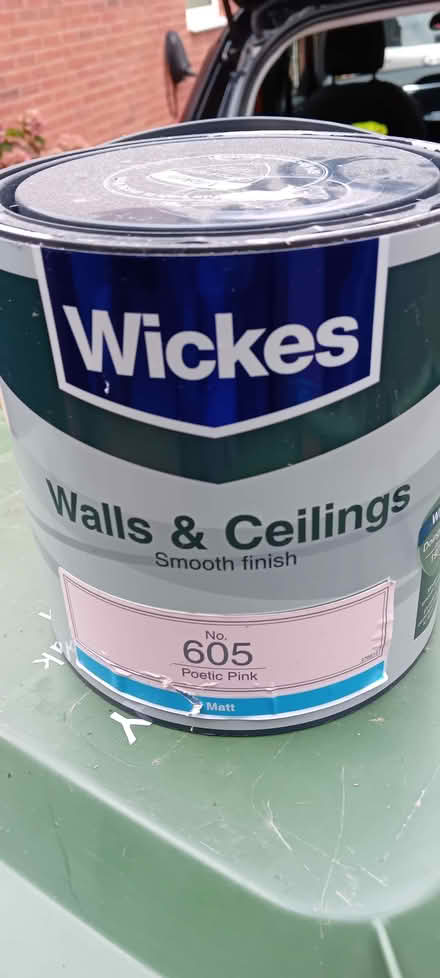 Wickes
Walls & Ceilings
Smooth finish
No.
605
Poetic Pink
Matt